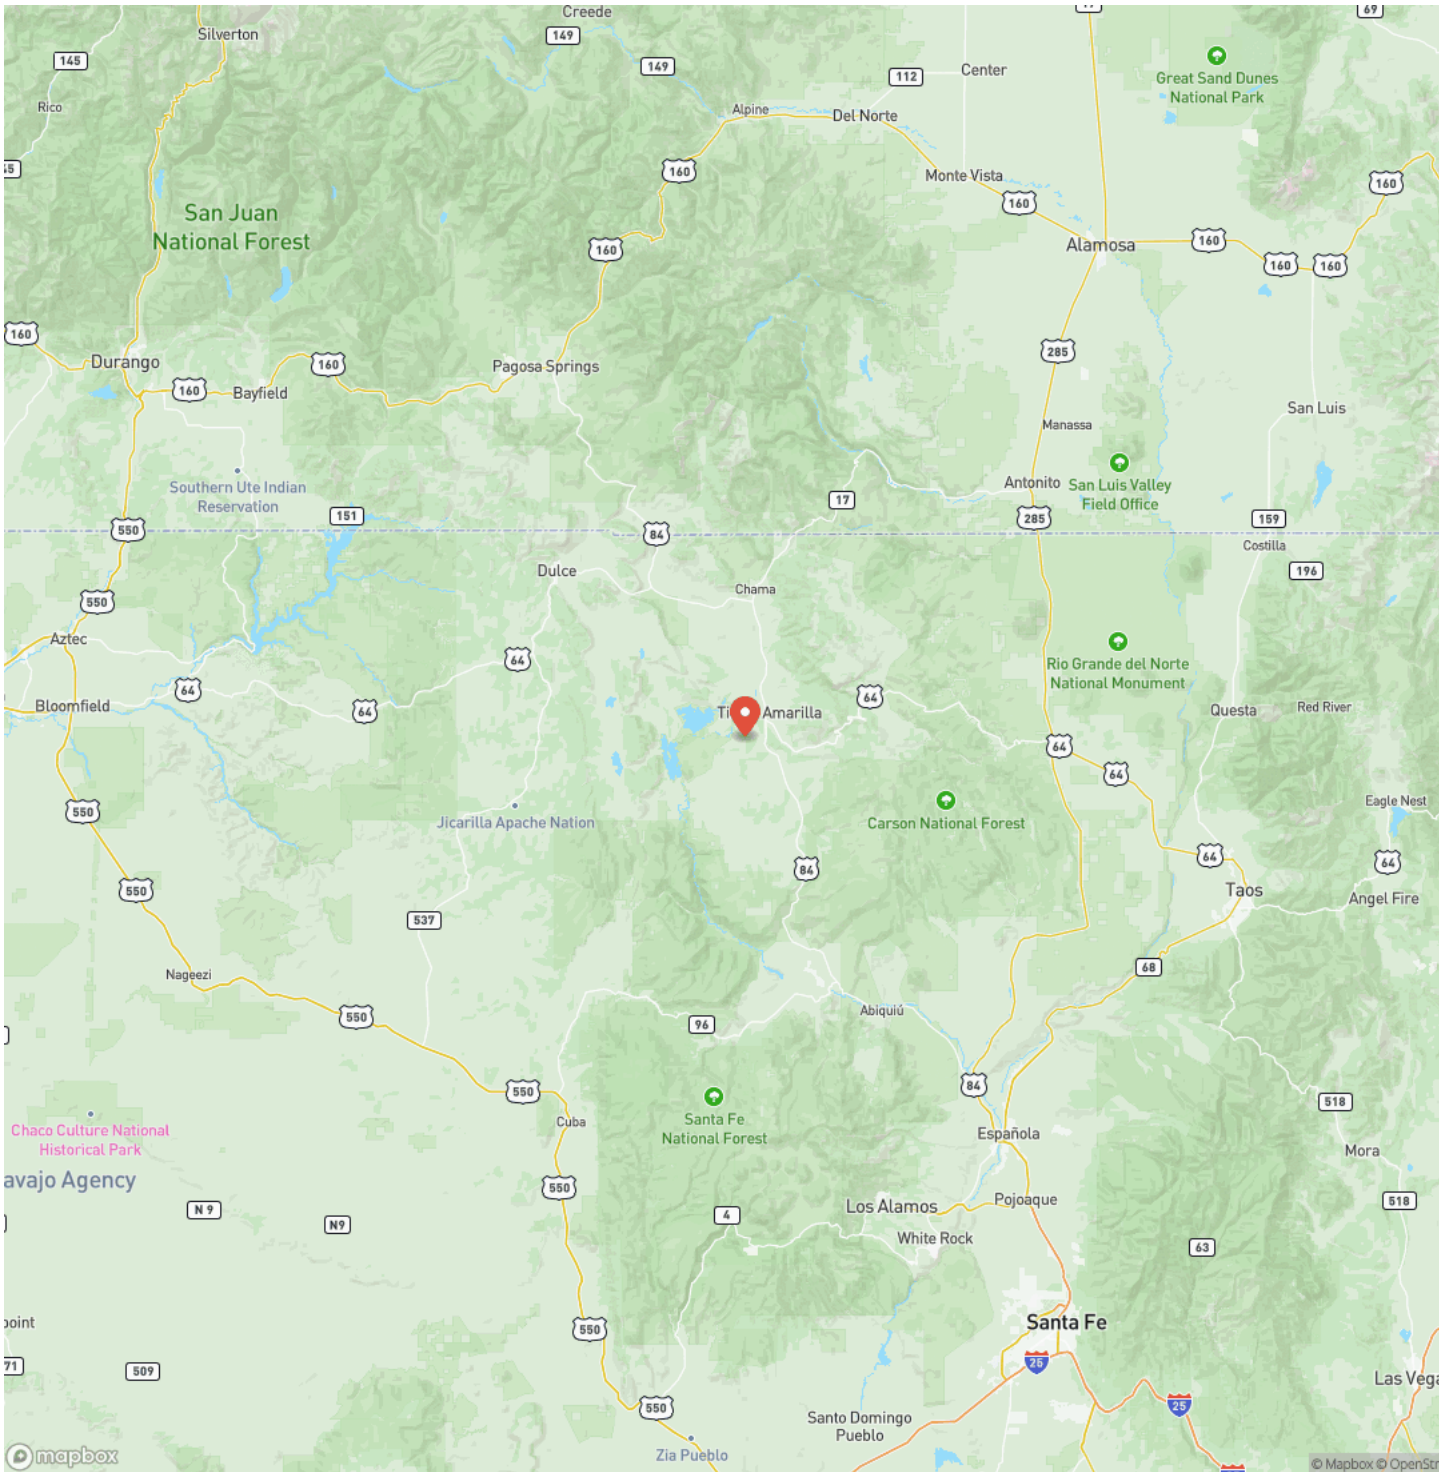 Creede
17
69
Silverton
149
145
149
112
Center
Great Sand Dunes
National Park
Rico
Alpine
Del Norte
45
160
Monte Vista
160
160
San Juan
National Forest
160
Alamosa
160
160
160
160
Durango
160
Pagosa Springs
285
160
Bayfield
San Luis
Manassa
Southern Ute Indian
Reservation
17
Antonito
San Luis Valley
Field Office
550
151
84
285
159
Costilla
196
Dulce
Chama
550
Aztec
64
Rio Grande del Norte
National Monument
64
64
64
Bloomfield
Ti Amarilla
Questa
Red River
64
64
550
Jicarilla Apache Nation
Carson National Forest
Eagle Nest
84
64
64
550
Taos
Angel Fire
537
68
Nageezi
550
96
Abiquiú
550
84
Santa Fe
National Forest
518
Cuba
Chaco Culture National
Historical Park
Española
Mora
avajo Agency
550
Los Alamos
Pojoaque
518
N 9
N9
4
White Rock
63
point
550
Santa Fe
71
509
25
Las Vega
550
25
Santo Domingo
Pueblo
Zia Pueblo
mapbox
© Mapbox © OpenStr